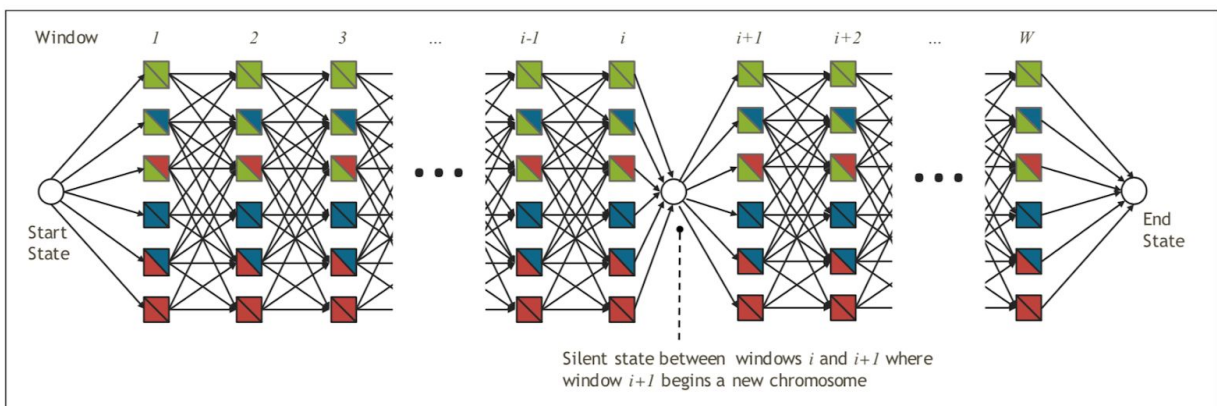 Window 1 2 3 ... i-1 i i+1 i+2 ... W
Start
State
End
State
Silent state between windows i and i+1 where
window i+1 begins a new chromosome